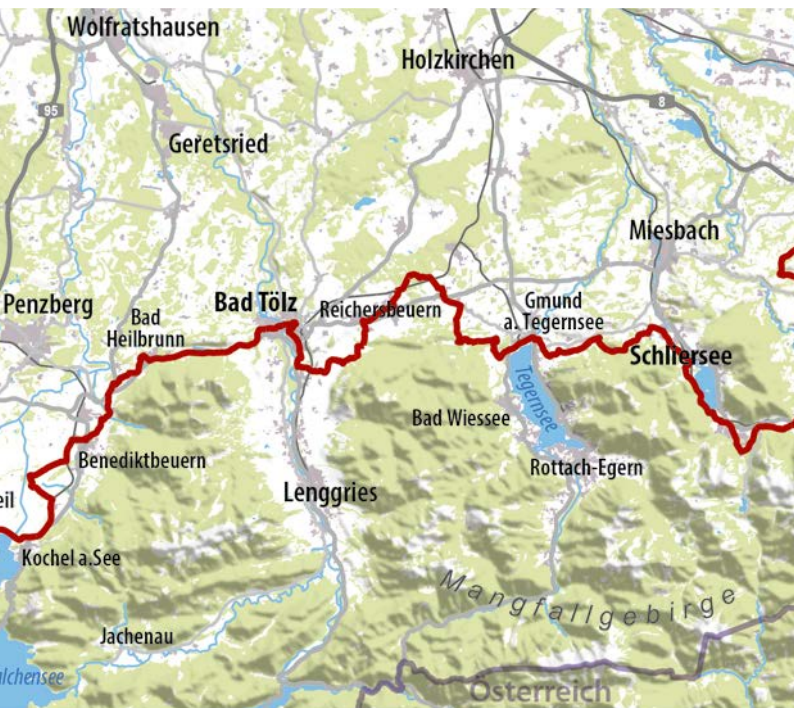 Wolfratshausen
Holzkirchen
95
8
Geretsried
Miesbach
Penzberg
Bad Tölz
Reichersbeuern
Gmund
a. Tegernsee
Bad
Heilbrunn
Schliersee
Tegernsee
Bad Wiessee
Benediktbeuern
Rottach-Egern
Lenggries
eil
Kochel a.See
Mangfallgebirge
Jachenau
alchensee
Österreich